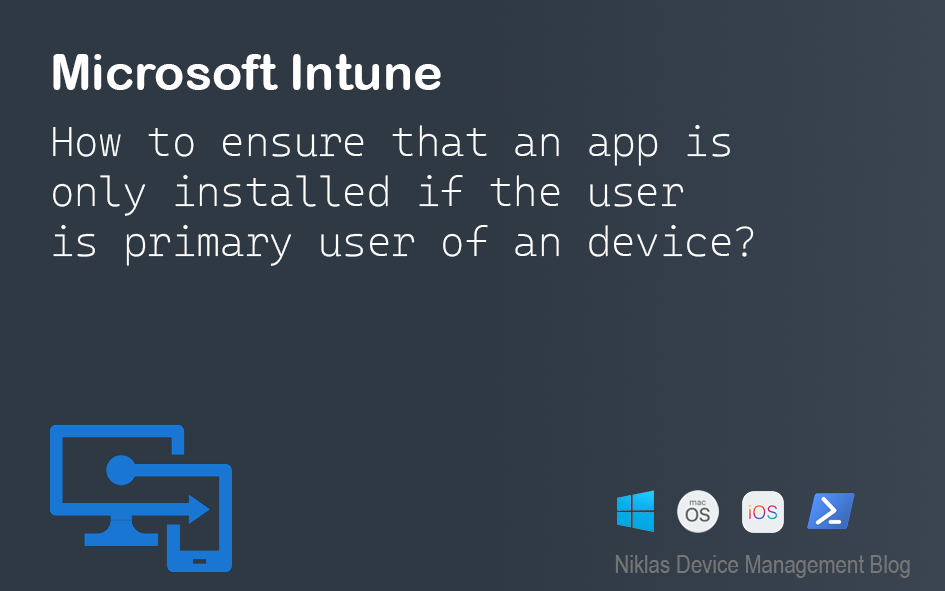 Microsoft Intune
How to ensure that an app is
only installed if the user
is primary user of an device?
mac
OS
iOS
Niklas Device Management Blog